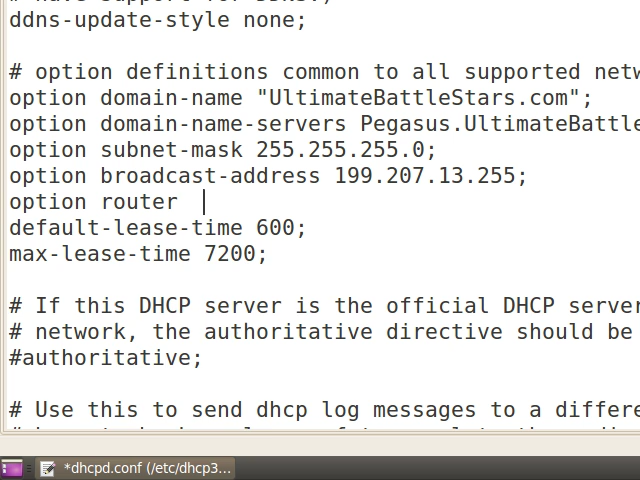 ddns-update-style none;
# option definitions common to all supported netw
option domain-name "UltimateBattleStars.com";
option domain-name-servers Pegasus.UltimateBattle
option subnet-mask 255.255.255.0;
option broadcast-address 199.207.13.255;
option router
default-lease-time 600;
max-lease-time 7200;
# If this DHCP server is the official DHCP server
# network, the authoritative directive should be
#authoritative;
# Use this to send dhcp log messages to a differe
*dhcpd.conf (/etc/dhcp3...